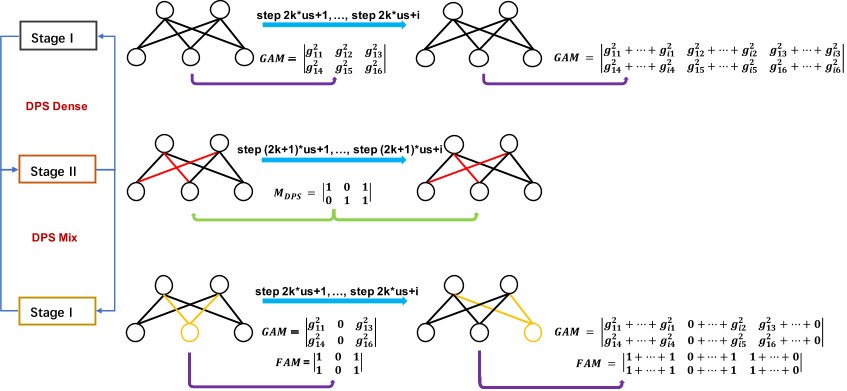 Stage I
DPS Dense
Stage II
DPS Mix
Stage I
step 2k*us+1, ..., step 2k*us+i
GAM = |g²₁₁ g²₁₂ g²₁₃|
|g²₁₄ g²₁₅ g²₁₆|
GAM = |g²₁₁ + ⋯ + g²ᵢ₁ g²₁₂ + ⋯ + g²ᵢ₂ g²₁₃ + ⋯ + g²ᵢ₃|
|g²₁₄ + ⋯ + g²ᵢ₄ g²₁₅ + ⋯ + g²ᵢ₅ g²₁₆ + ⋯ + g²ᵢ₆|
step (2k+1)*us+1, ..., step (2k+1)*us+i
M_DPS = |1 0 1|
|0 1 1|
step 2k*us+1, ..., step 2k*us+i
GAM = |g²₁₁ 0 g²₁₃|
|g²₁₄ 0 g²₁₆|
FAM = |1 0 1|
|1 0 1|
GAM = |g²₁₁ + ⋯ + g²ᵢ₁ 0 + ⋯ + g²ᵢ₂ g²₁₃ + ⋯ + 0|
|g²₁₄ + ⋯ + g²ᵢ₄ 0 + ⋯ + g²ᵢ₅ g²₁₆ + ⋯ + 0|
FAM = |1 + ⋯ + 1 0 + ⋯ + 1 1 + ⋯ + 0|
|1 + ⋯ + 1 0 + ⋯ + 1 1 + ⋯ + 0|